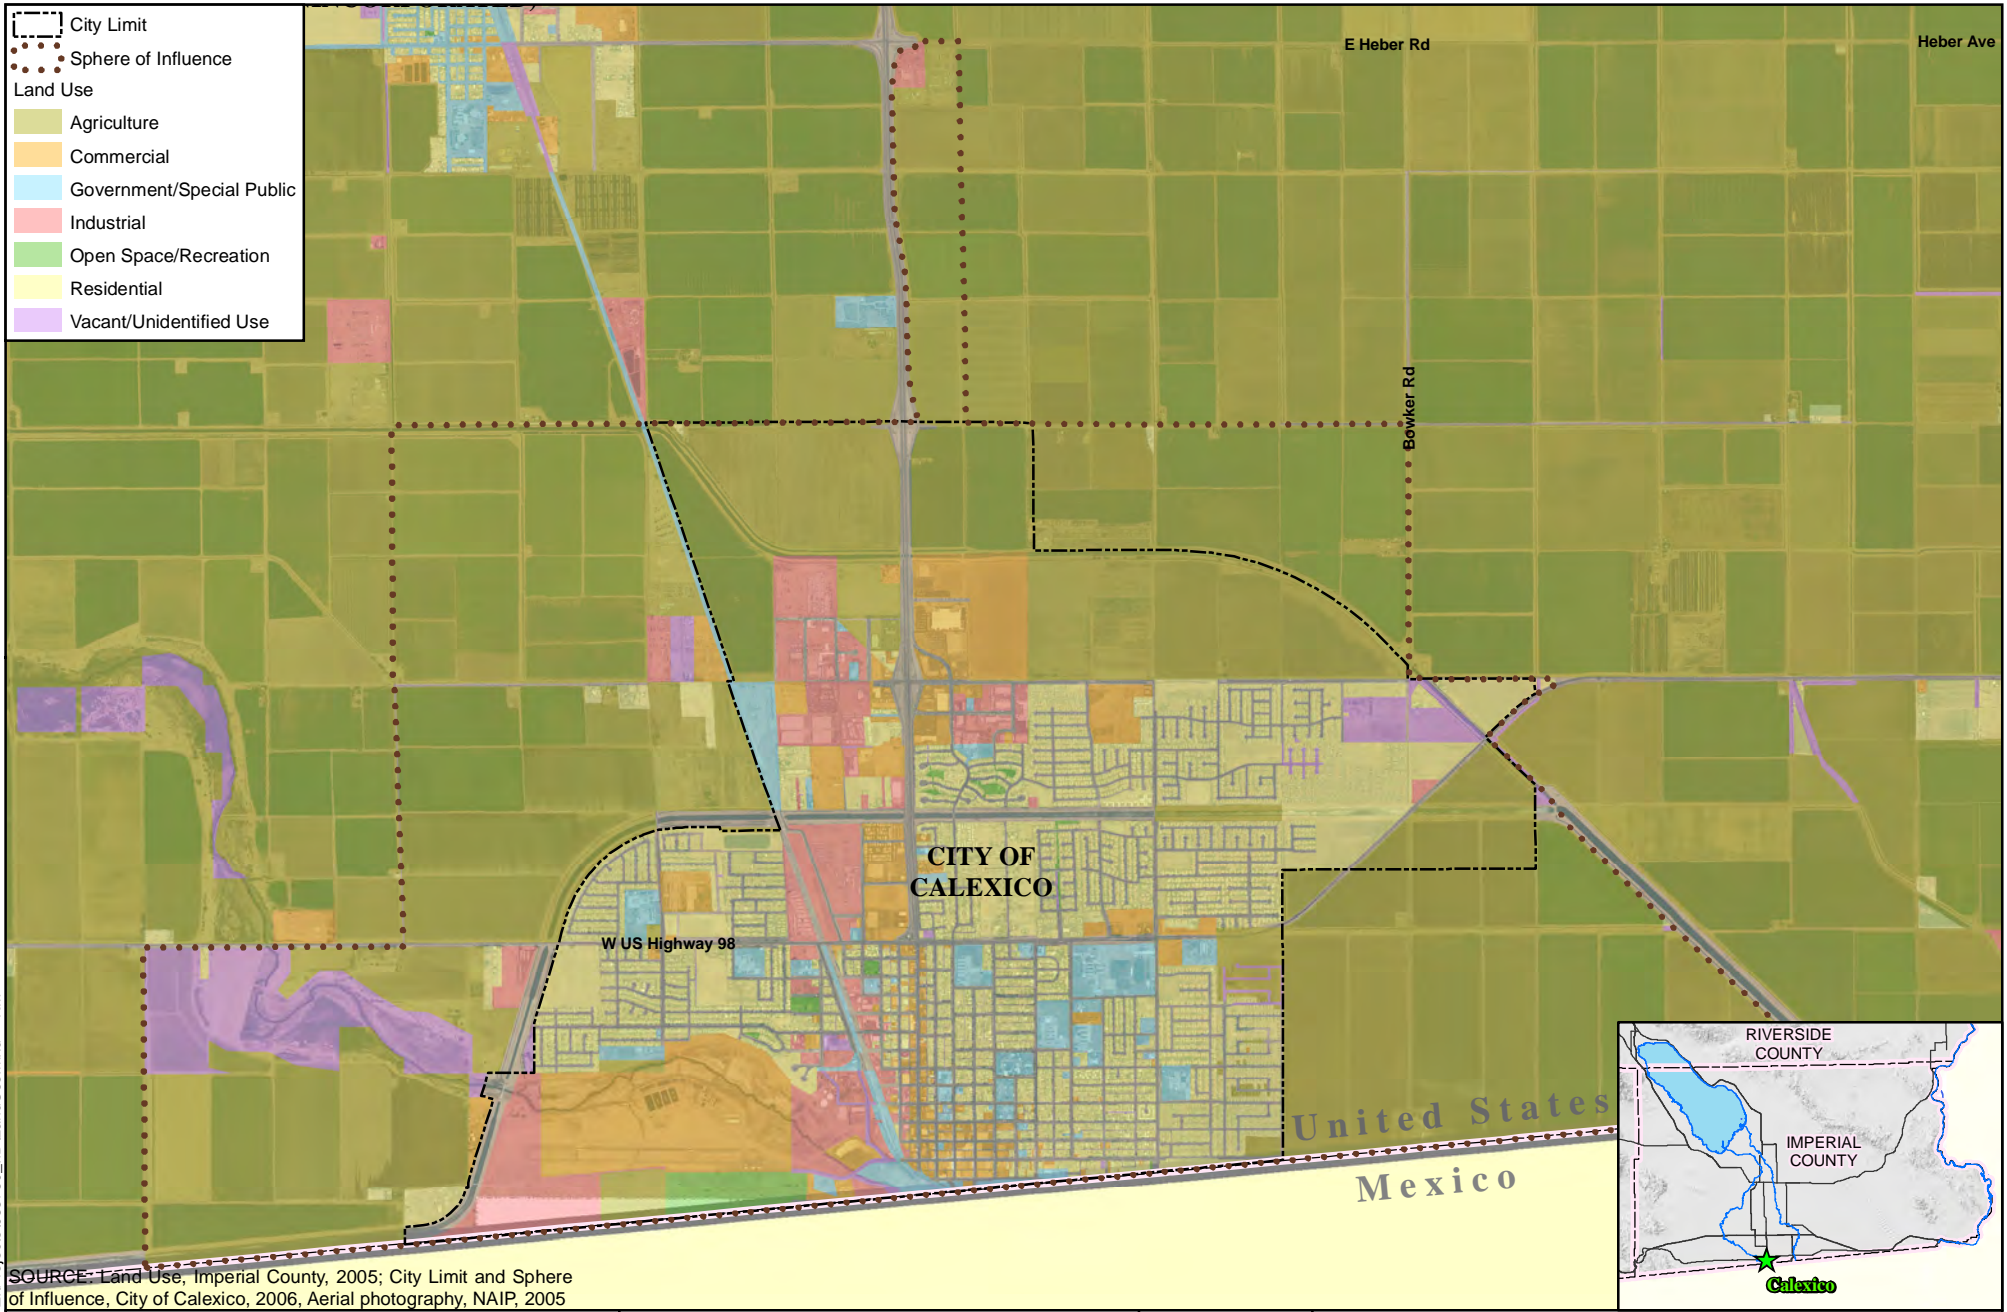 City Limit
Sphere of Influence
Land Use
Agriculture
Commercial
Government/Special Public
Industrial
Open Space/Recreation
Residential
Vacant/Unidentified Use
E Heber Rd
Heber Ave
Bowker Rd
CITY OF
CALEXICO
W US Highway 98
United States
Mexico
RIVERSIDE
COUNTY
IMPERIAL
COUNTY
Calexico
SOURCE: Land Use, Imperial County, 2005; City Limit and Sphere
of Influence, City of Calexico, 2006, Aerial photography, NAIP, 2005